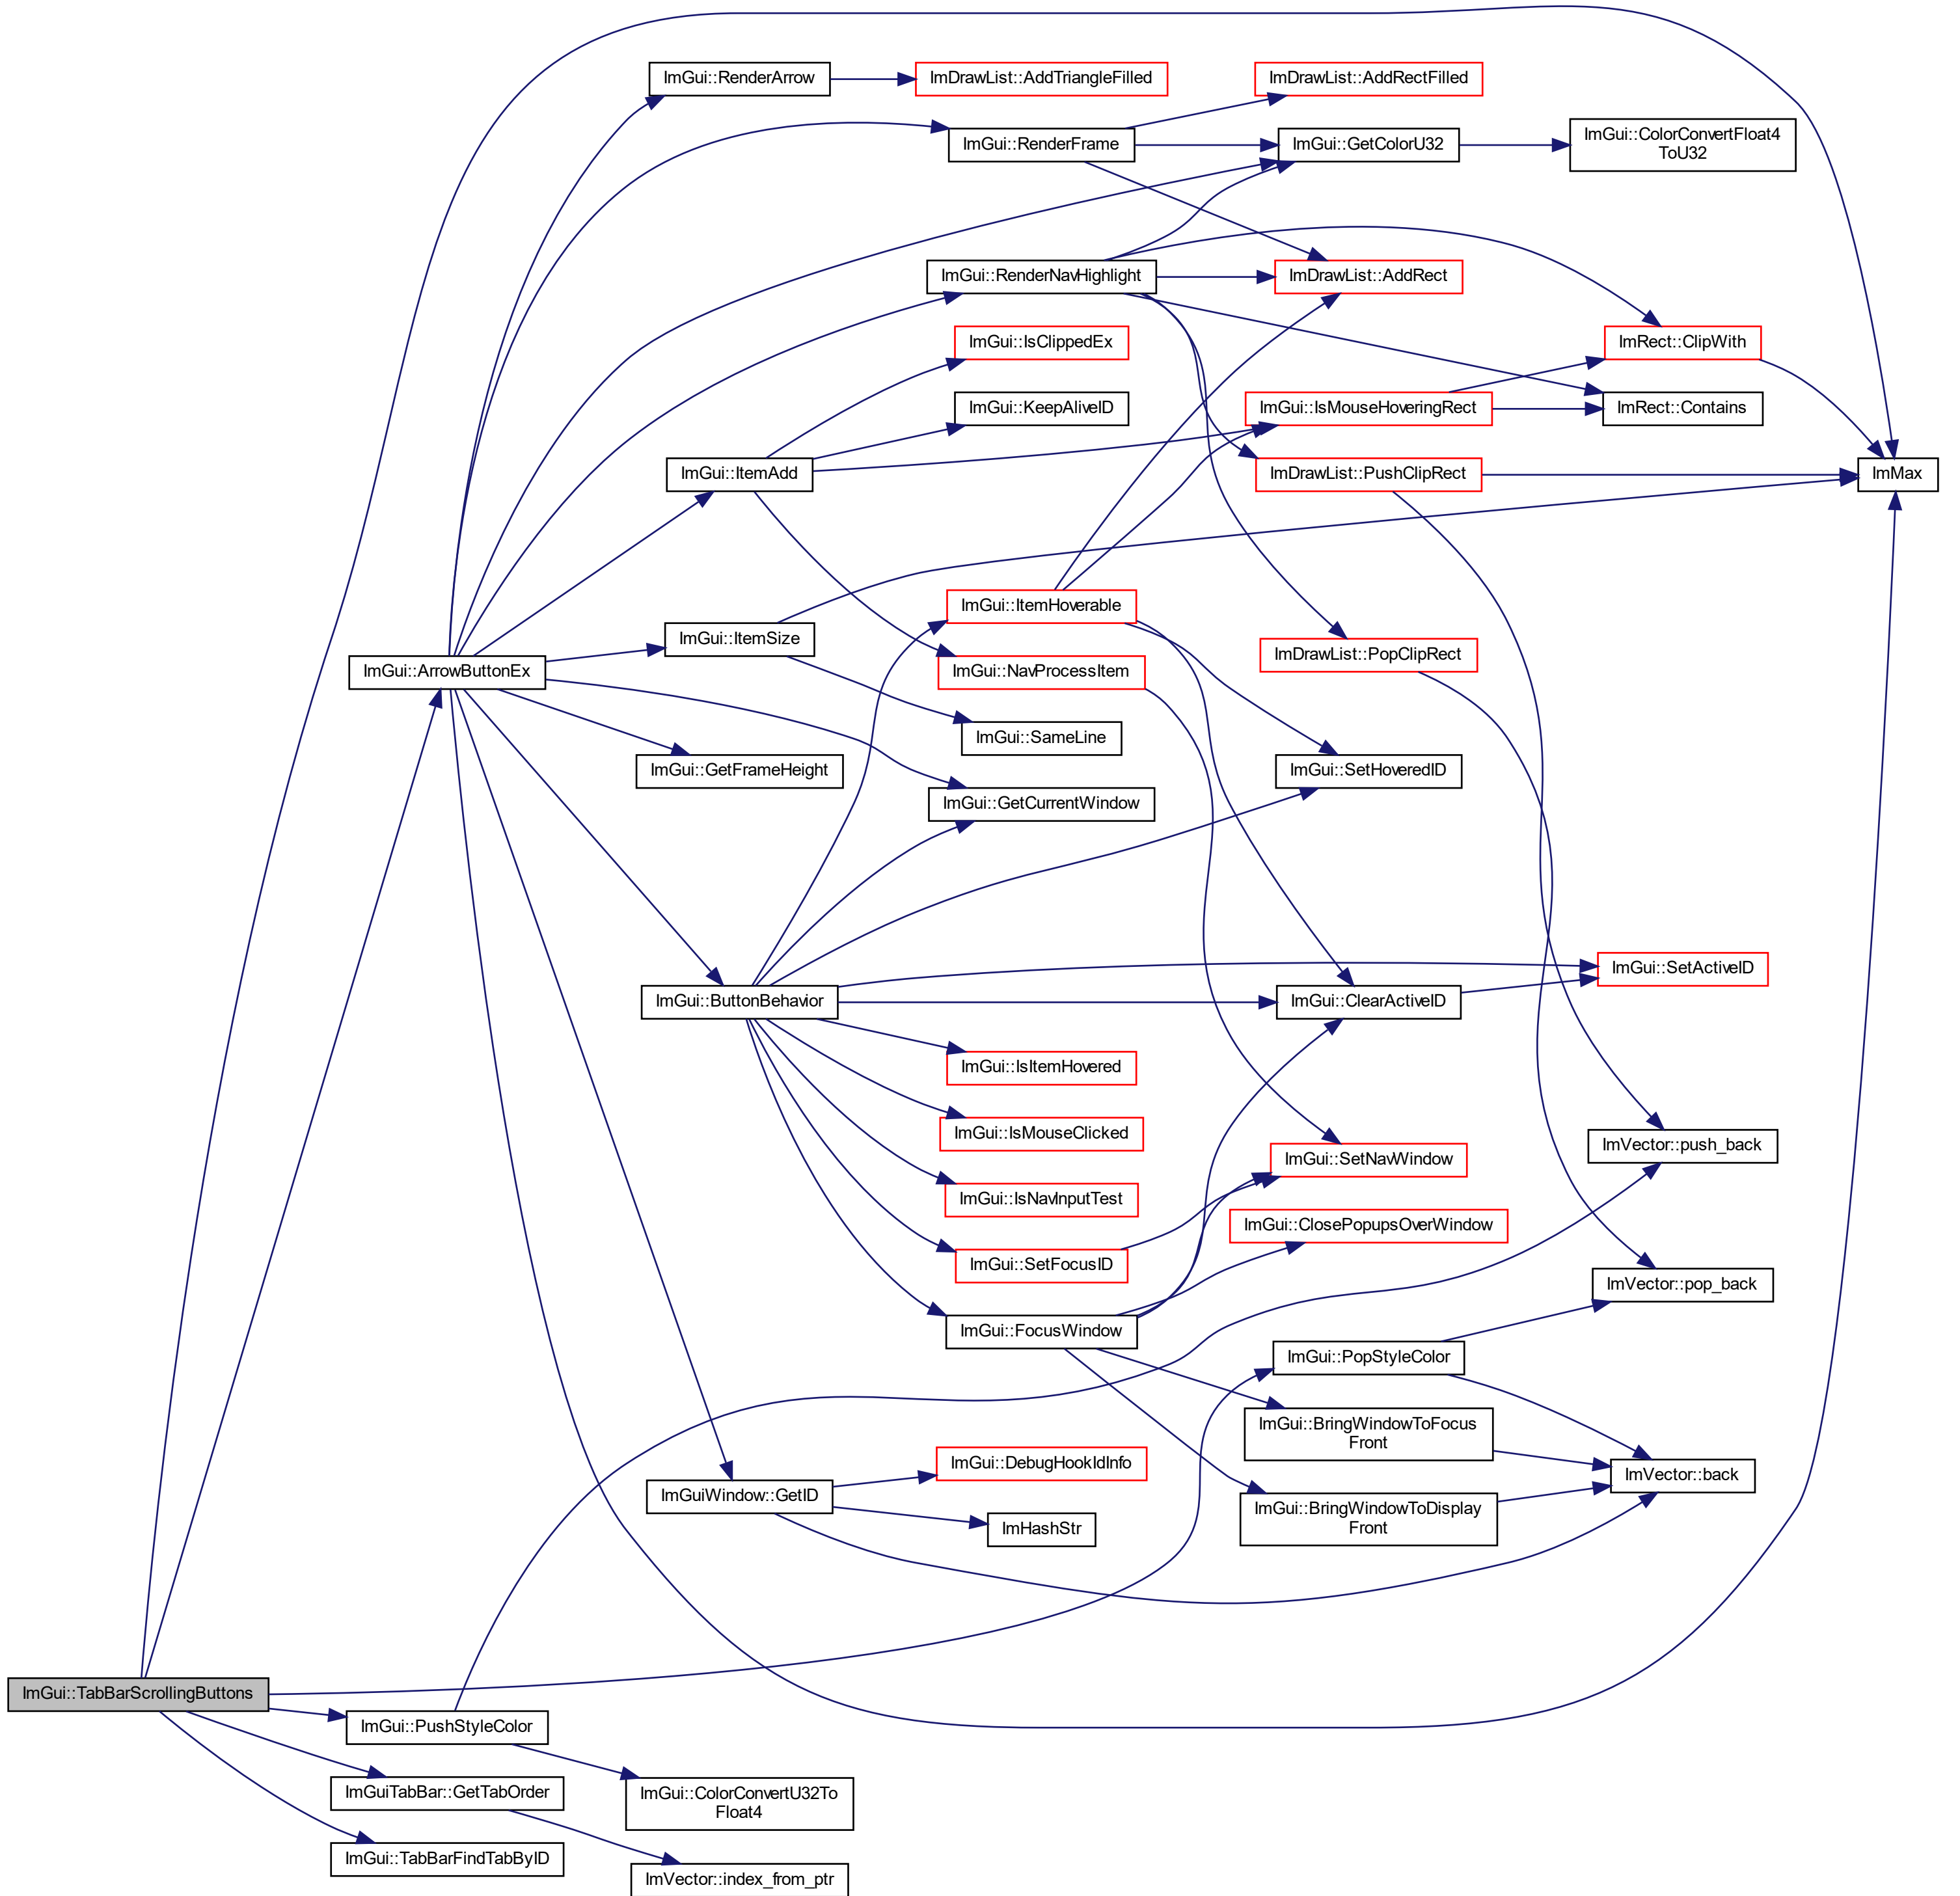 ImGui::RenderArrow
ImDrawList::AddTriangleFilled
ImDrawList::AddRectFilled
ImGui::RenderFrame
ImGui::GetColorU32
ImGui::ColorConvertFloat4
ToU32
ImGui::RenderNavHighlight
ImDrawList::AddRect
ImGui::IsClippedEx
ImRect::ClipWith
ImGui::KeepAliveID
ImGui::IsMouseHoveringRect
ImRect::Contains
ImGui::ItemAdd
ImDrawList::PushClipRect
ImMax
ImGui::ItemHoverable
ImGui::ItemSize
ImDrawList::PopClipRect
ImGui::ArrowButtonEx
ImGui::NavProcessItem
ImGui::SameLine
ImGui::GetFrameHeight
ImGui::SetHoveredID
ImGui::GetCurrentWindow
ImGui::SetActiveID
ImGui::ButtonBehavior
ImGui::ClearActiveID
ImGui::IsItemHovered
ImGui::IsMouseClicked
ImVector::push_back
ImGui::SetNavWindow
ImGui::IsNavInputTest
ImGui::ClosePopupsOverWindow
ImGui::SetFocusID
ImVector::pop_back
ImGui::FocusWindow
ImGui::PopStyleColor
ImGui::BringWindowToFocus
Front
ImGui::DebugHookIdInfo
ImVector::back
ImGuiWindow::GetID
ImGui::BringWindowToDisplay
Front
ImHashStr
ImGui::TabBarScrollingButtons
ImGui::PushStyleColor
ImGuiTabBar::GetTabOrder
ImGui::ColorConvertU32To
Float4
ImGui::TabBarFindTabByID
ImVector::index_from_ptr